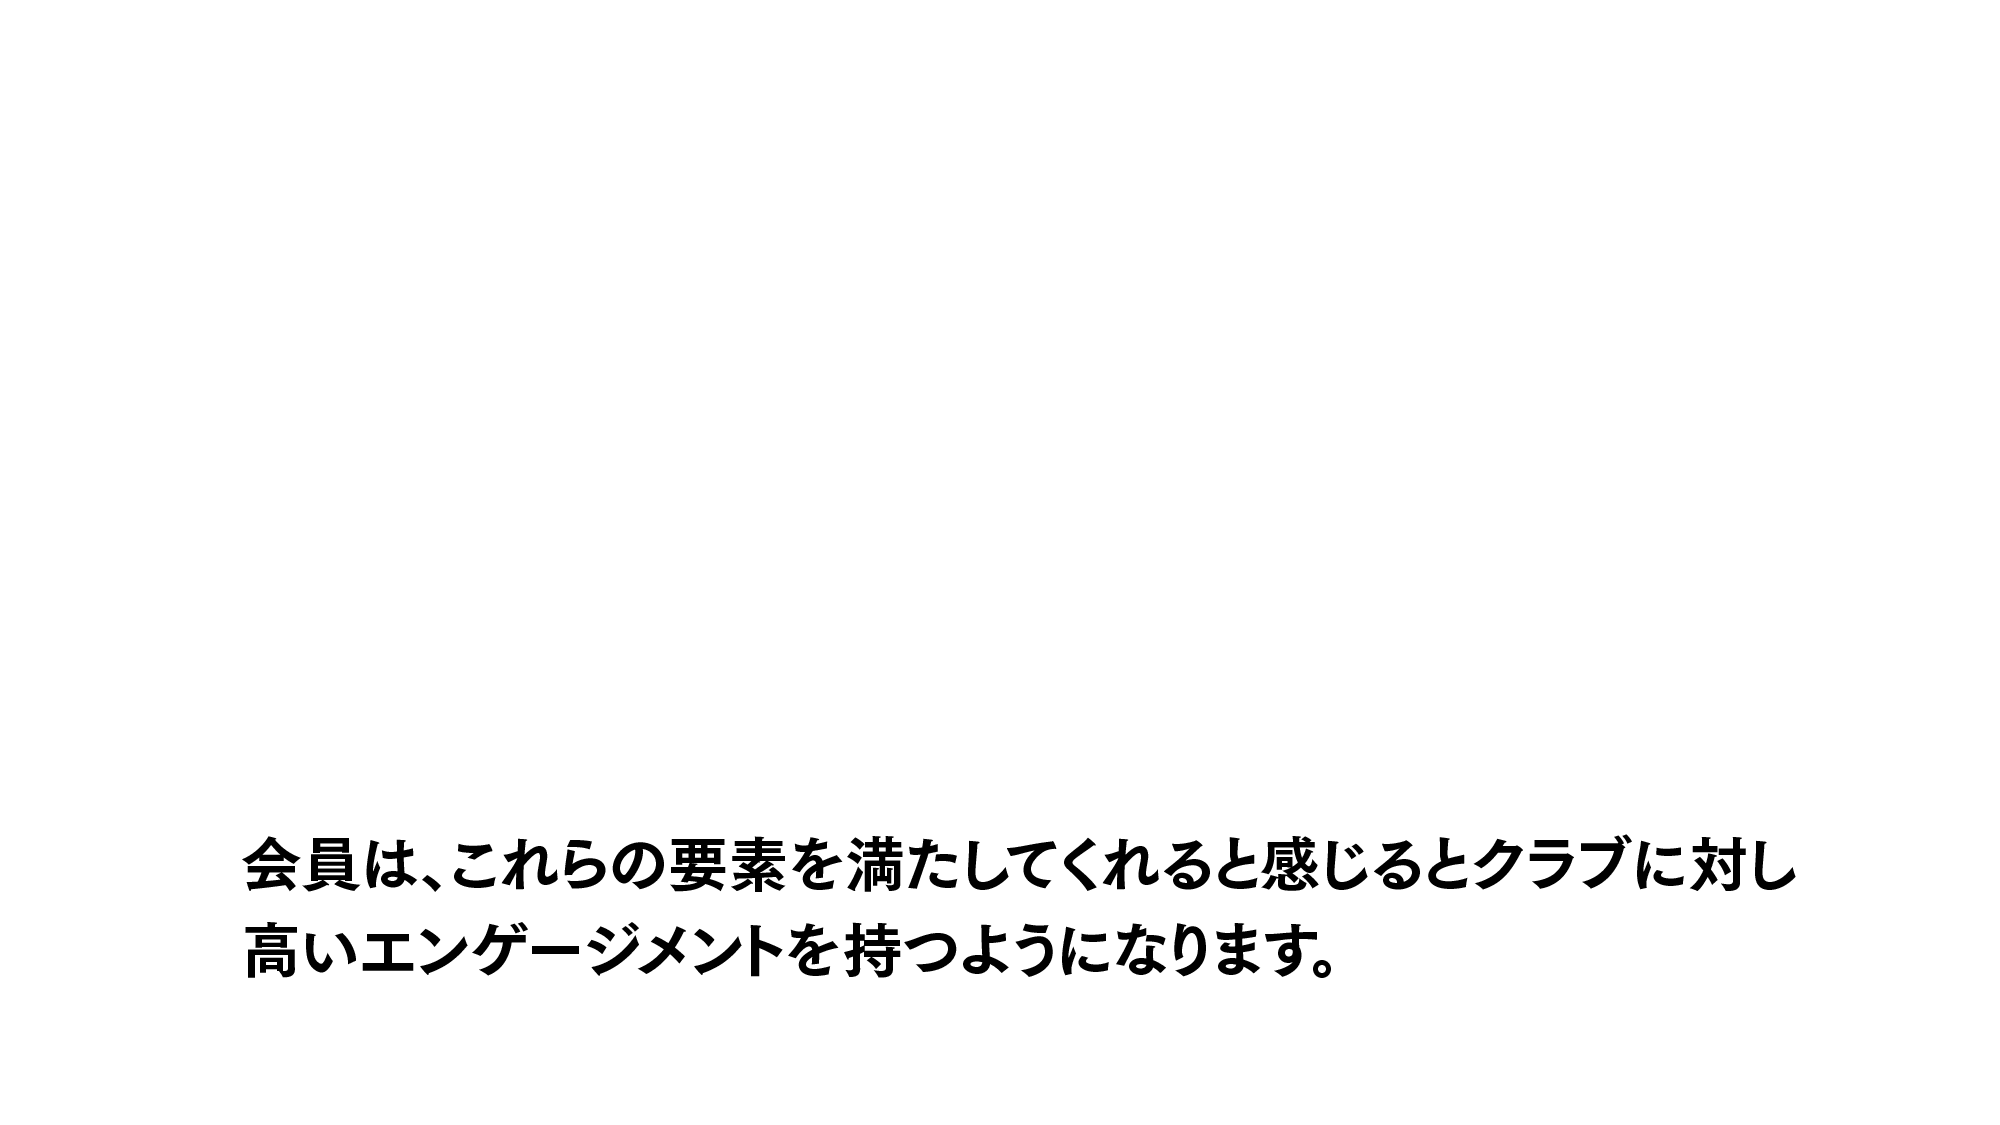 会員は、これらの要素を満たしてくれると感じるとクラブに対し
高いエンゲージメントを持つようになります。